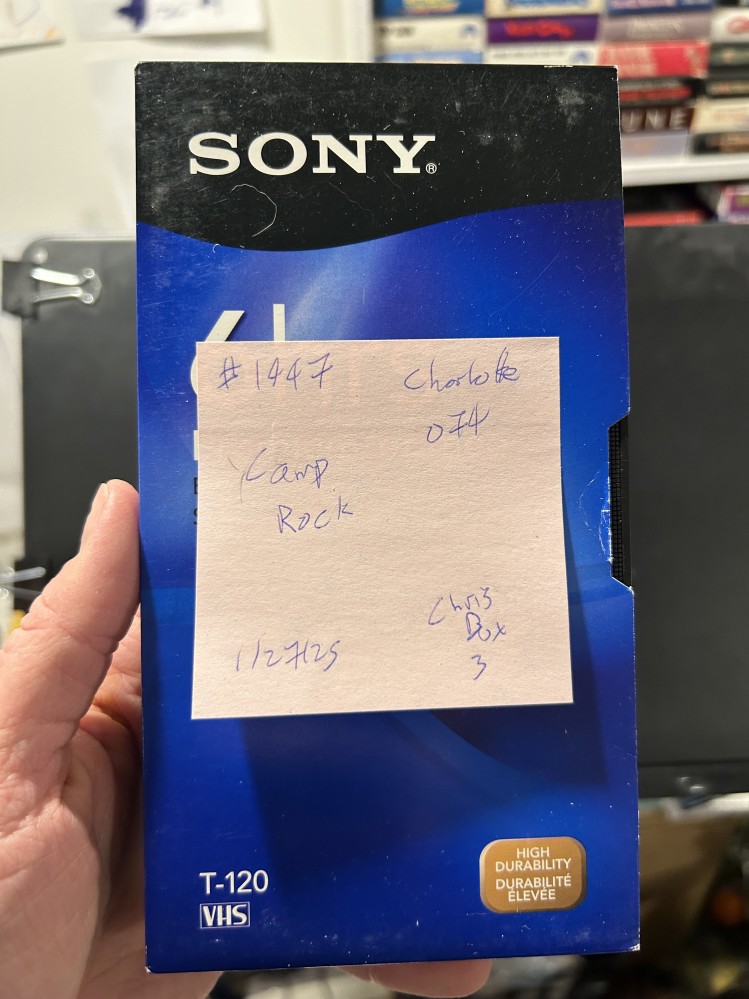 SONY®
#1447
Charlotte
074
Camp
Rock
Chris
Box
3
1/27/25
T-120
VHS
HIGH
DURABILITY
DURABILITÉ
ÉLEVÉE